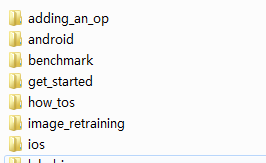 adding_an_op
android
benchmark
get_started
how_tos
image_retraining
ios